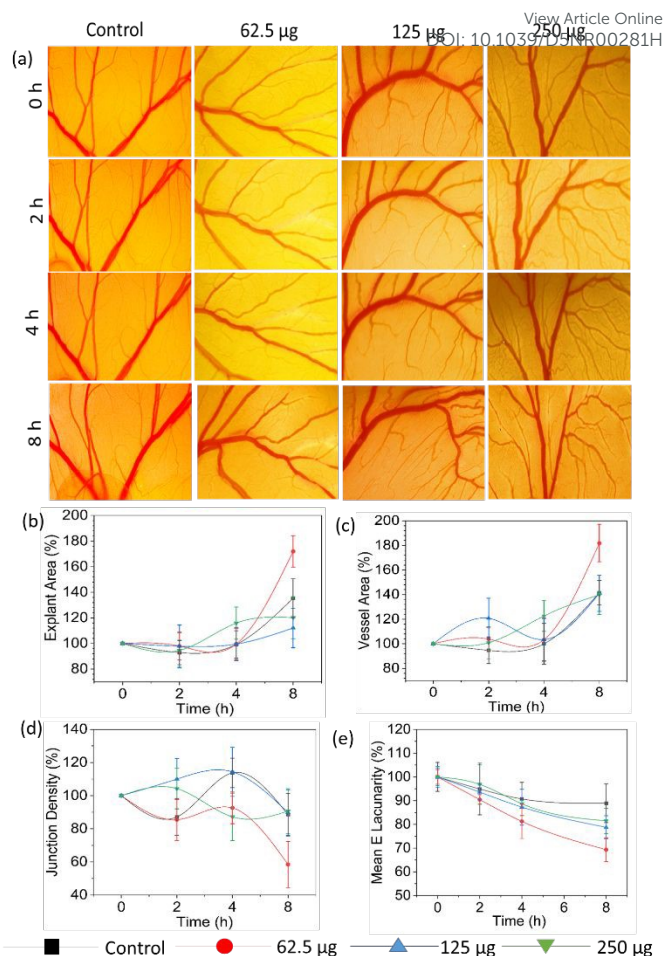 View Article Online
DOI: 10.1039/D5NR00281H
Control 62.5 µg 125 µg 250 µg
(a)
0 h
2 h
4 h
8 h
(b)
Explant Area (%)
200
180
160
140
120
100
80
60
0 2 4 8
Time (h)
(c)
Vessel Area (%)
200
180
160
140
120
100
80
0 2 4 8
Time (h)
(d)
Junction Density (%)
140
120
100
80
60
40
0 2 4 8
Time (h)
(e)
Mean E Lacunarity (%)
120
110
100
90
80
70
60
50
0 2 4 8
Time (h)
Control 62.5 µg 125 µg 250 µg